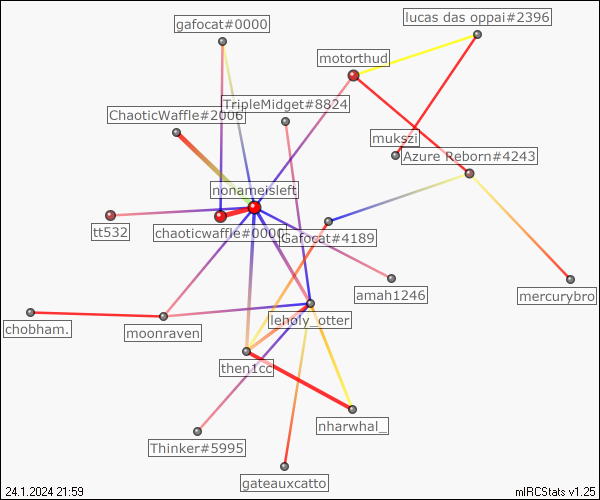 lucas das oppai#2396
gafocat#0000
motorthud
TripleMidget#8824
ChaoticWaffle#2006
mukszi
Azure Reborn#4243
nonameisleft
tt532
chaoticwaffle#0000
Gafocat#4189
amah1246
mercurybro
leholy_otter
chobham.
moonraven
then1cc
nharwhal_
Thinker#5995
gateauxcatto
24.1.2024 21:59
mIRCStats v1.25